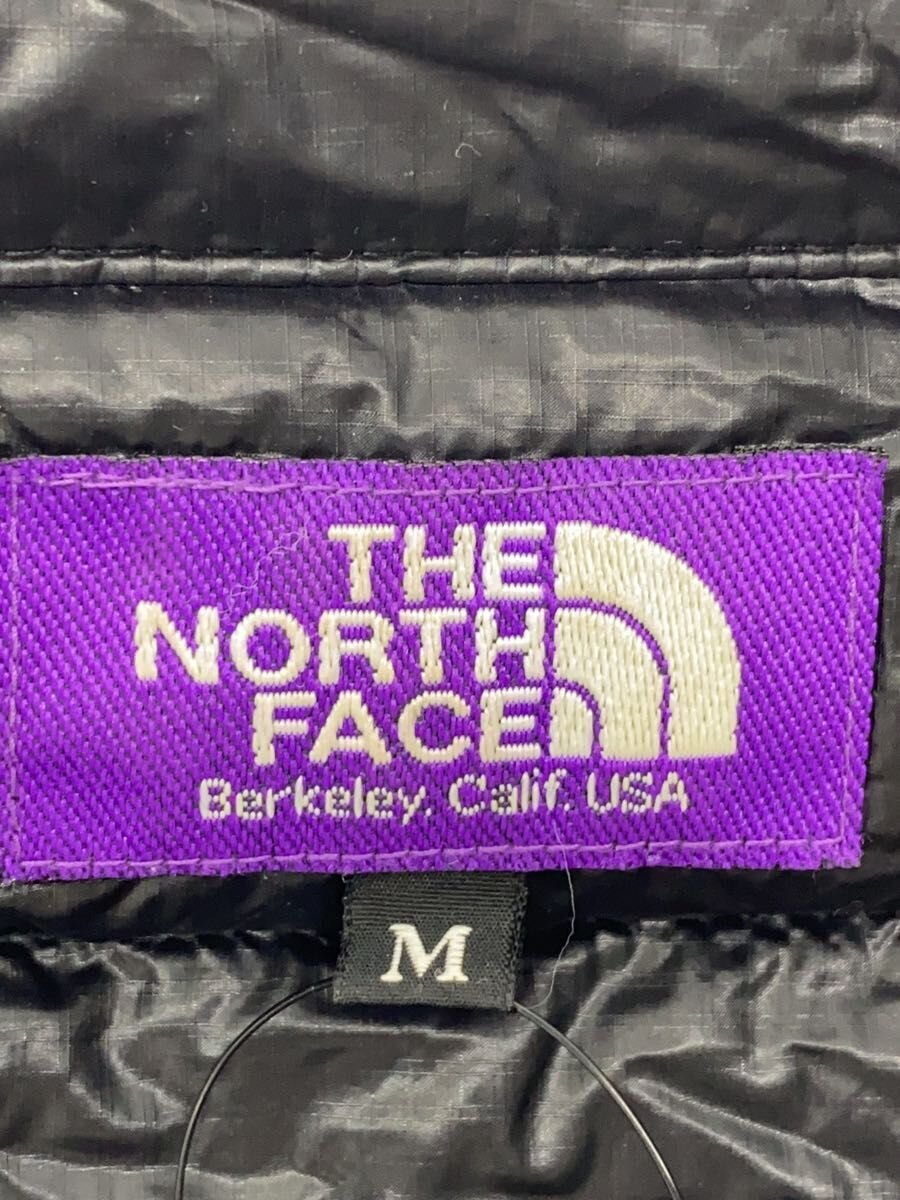 THE
NORTH
FACE
Berkeley. Calif. USA
M